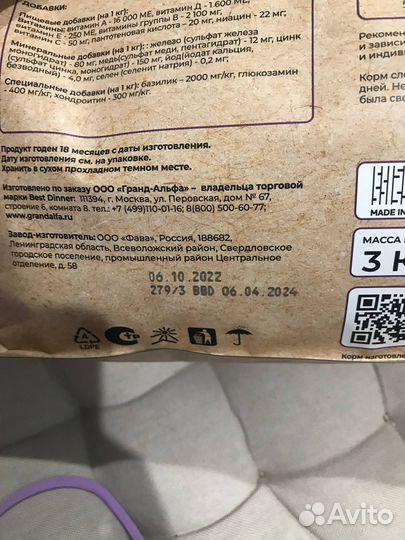 ДОБАВКИ:
Пищевые добавки (на 1 кг):
витамины: витамин А - 16 000 МЕ, витамин Д - 1 600 МЕ,
витамин Е - 250 МЕ, витамины группы В - 2 100 мг,
витамин С - 50 мг, пантотеновая кислота - 20 мг, ниацин - 22 мг.
Минеральные добавки (на 1 кг): : железо (сульфат железа
моногидрат) - 80 мг, медь(сульфат меди, пентагидрат) - 12 мг, цинк
(сульфат цинка, моногидрат) - 150 мг, йод (йодат кальция,
безводный) - 4,0 мг, селен (селенит натрия) - 0,2 мг;
Специальные добавки (на 1 кг): базилик – 2000 мг/кг, глюкозамин
- 400 мг/кг, хондроитин - 300 мг/кг.
Продукт годен 18 месяцев с даты изготовления.
Дата изготовления см. на упаковке.
Хранить в сухом прохладном темном месте.
Изготовлено по заказу ООО «Гранд-Альфа» – владельца торговой
марки Best Dinner: 111394, г. Москва, ул. Перовская, дом № 67,
строение 6, комната 8. тел.: +7 (499)110-01-16; 8(800) 500-60-77;
www.grandalfa.ru
Завод-изготовитель: ООО «Фава», Россия, 188682,
Ленинградская область, Всеволожский район, Свердловское
городское поселение, промышленный район Центральное
отделение, д. 58
06.10.2022
279/3 BBD 06.04.2024
LDPE
Рекомен
и зависи
и индиви
Корм сле
дней. Не
была све
MADE IN
МАССА
3 К
Корм изготовле
Avito